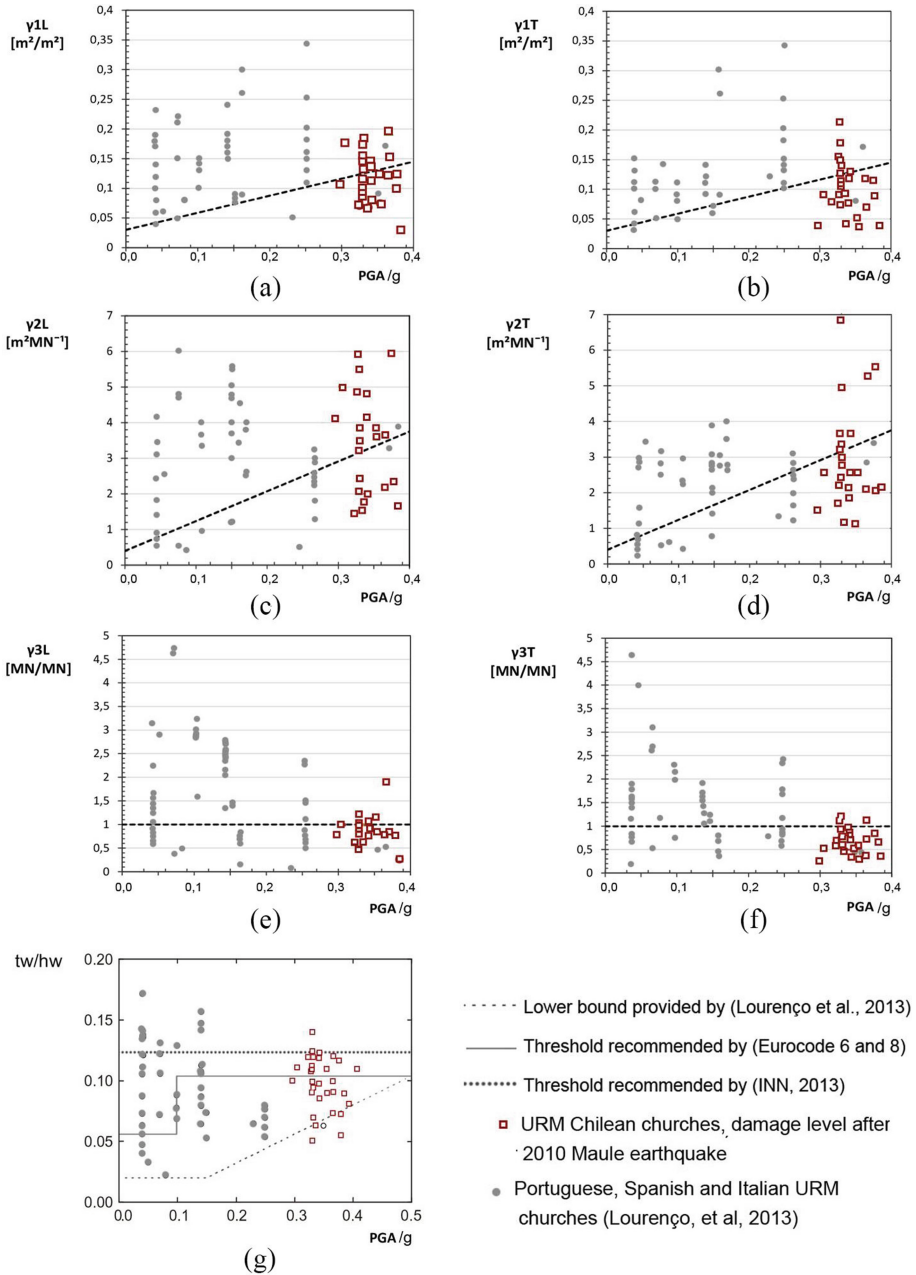 γ1L
[m²/m²]
0,4
0,35
0,3
0,25
0,2
0,15
0,1
0,05
0
0,0
0,1
0,2
0,3
0,4
PGA/g
(a)
γ1T
[m²/m²]
0,4
0,35
0,3
0,25
0,2
0,15
0,1
0,05
0
0,0
0,1
0,2
0,3
0,4
PGA /g
(b)
γ2L
[m²MN⁻¹]
7
6
5
4
3
2
1
0
0,0
0,1
0,2
0,3
0,4
PGA/g
(c)
γ2T
[m²MN⁻¹]
7
6
5
4
3
2
1
0
0,0
0,1
0,2
0,3
0,4
PGA /g
(d)
γ3L
[MN/MN]
5
4,5
4
3,5
3
2,5
2
1,5
1
0,5
0
0,0
0,1
0,2
0,3
0,4
PGA /g
(e)
γ3T
[MN/MN]
5
4,5
4
3,5
3
2,5
2
1,5
1
0,5
0
0,0
0,1
0,2
0,3
0,4
PGA /g
(f)
tw/hw
0.20
0.15
0.10
0.05
0.00
0.0
0.1
0.2
0.3
0.4
0.5
PGA /g
(g)
Lower bound provided by (Lourenço et al., 2013)
Threshold recommended by (Eurocode 6 and 8)
Threshold recommended by (INN, 2013)
URM Chilean churches, damage level after
2010 Maule earthquake
Portuguese, Spanish and Italian URM
churches (Lourenço, et al, 2013)